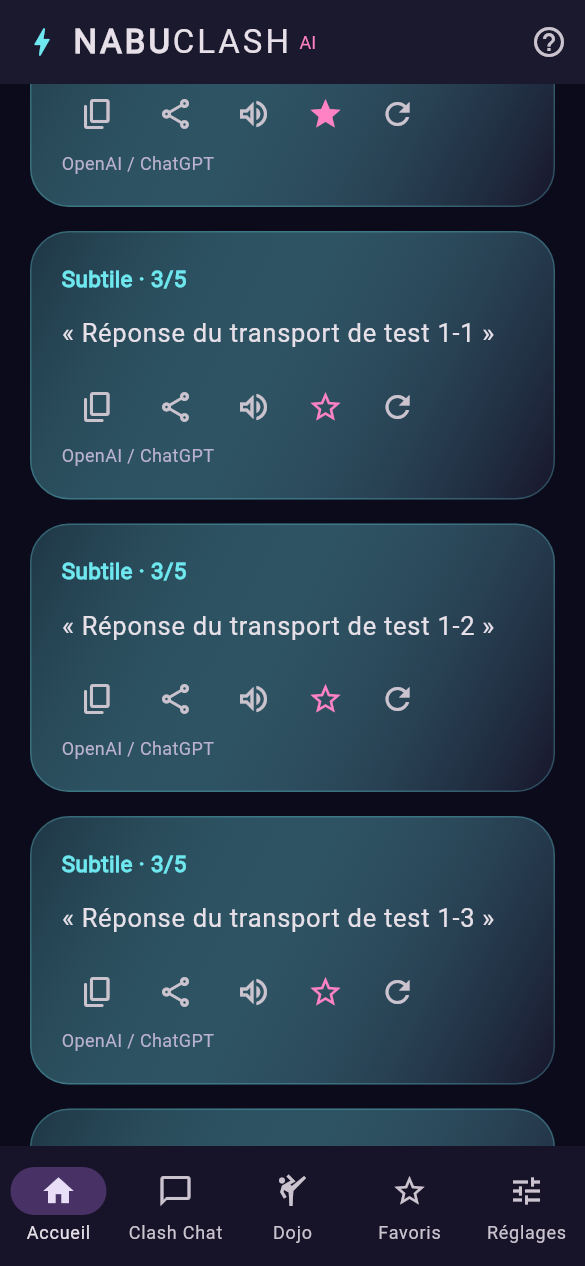 NABUCLASH AI
OpenAI / ChatGPT
Subtile · 3/5
« Réponse du transport de test 1-1 »
OpenAI / ChatGPT
Subtile · 3/5
« Réponse du transport de test 1-2 »
OpenAI / ChatGPT
Subtile · 3/5
« Réponse du transport de test 1-3 »
OpenAI / ChatGPT
Accueil
Clash Chat
Dojo
Favoris
Réglages